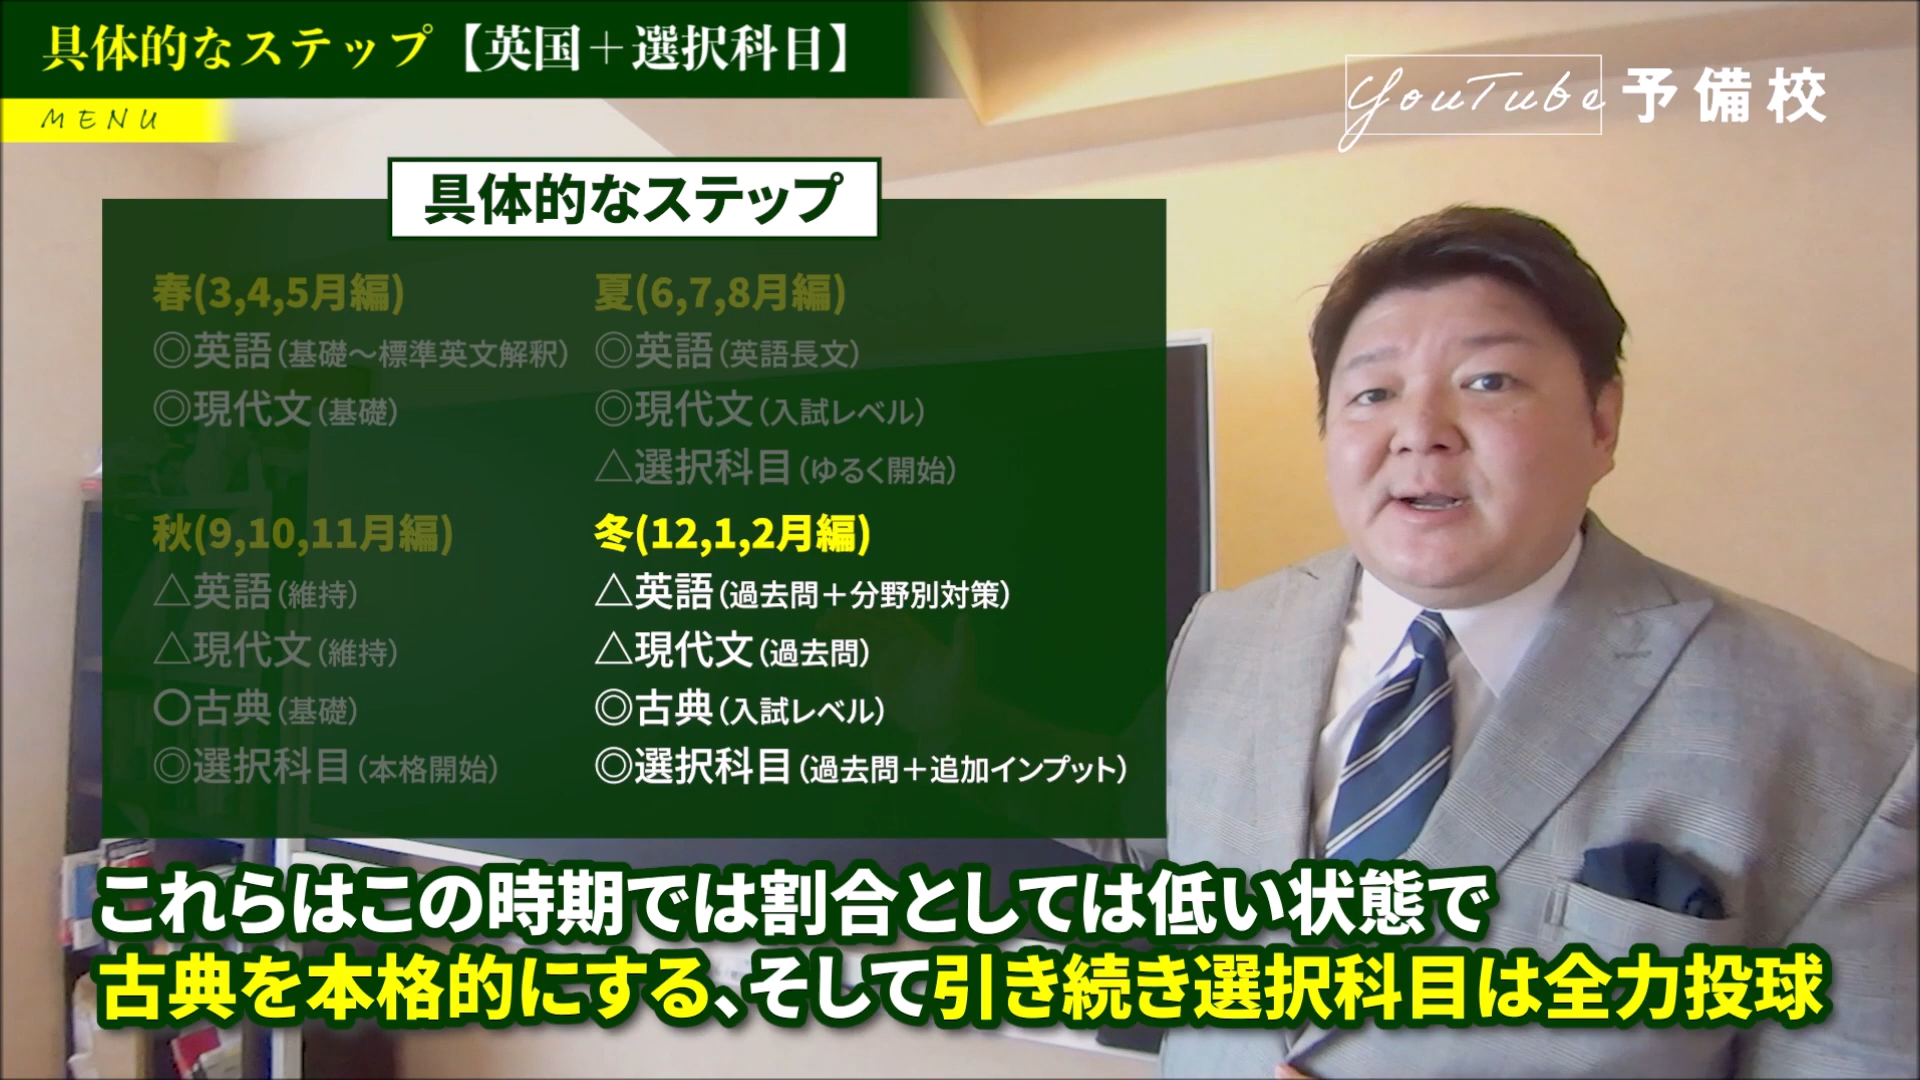 具体的なステップ【英国＋選択科目】
MENU
YouTube 予備校
具体的なステップ
春(3,4,5月編)
◎英語(基礎～標準英文解釈)
◎現代文(基礎)
夏(6,7,8月編)
◎英語(英語長文)
◎現代文(入試レベル)
△選択科目(ゆるく開始)
秋(9,10,11月編)
△英語(維持)
△現代文(維持)
〇古典(基礎)
◎選択科目(本格開始)
冬(12,1,2月編)
△英語(過去問＋分野別対策)
△現代文(過去問)
◎古典(入試レベル)
◎選択科目(過去問＋追加インプット)
これらはこの時期では割合としては低い状態で
古典を本格的にする、そして引き続き選択科目は全力投球